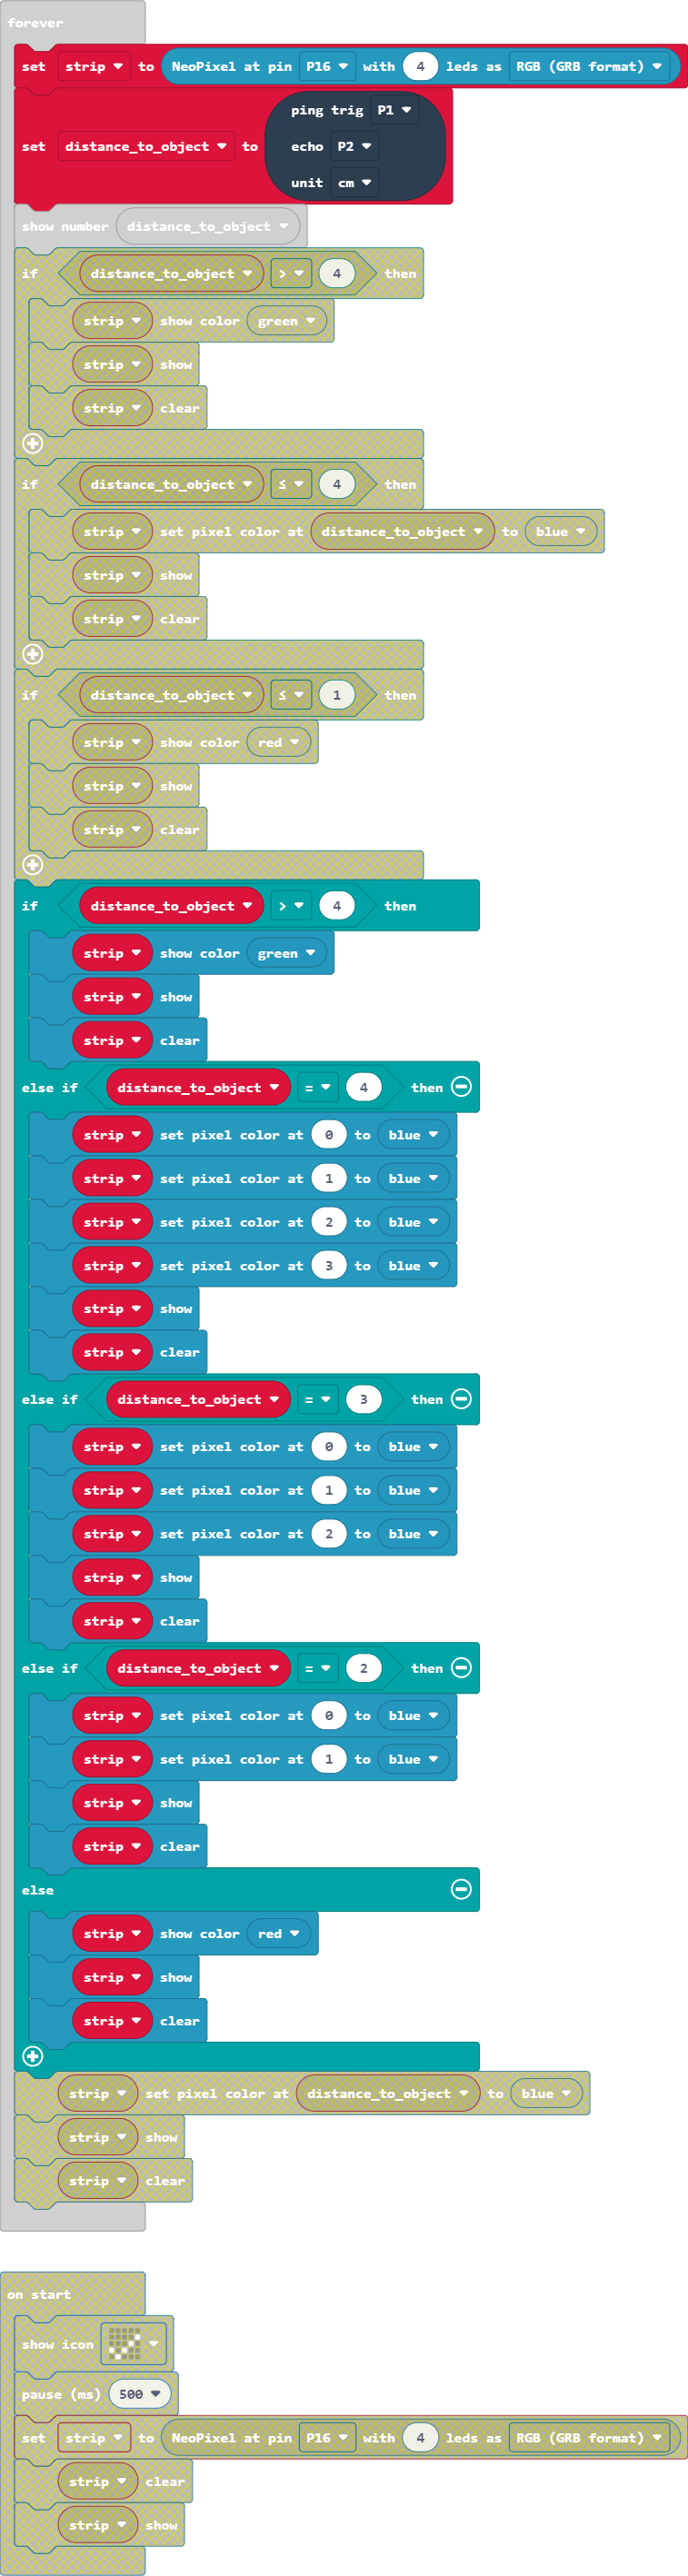 forever
set strip to NeoPixel at pin P16 with 4 leds as RGB (GRB format)
ping trig P1
set distance_to_object to echo P2
unit cm
show number distance_to_object
if distance_to_object > 4 then
strip show color green
strip show
strip clear
if distance_to_object ≤ 4 then
strip set pixel color at distance_to_object to blue
strip show
strip clear
if distance_to_object ≤ 1 then
strip show color red
strip show
strip clear
if distance_to_object > 4 then
strip show color green
strip show
strip clear
else if distance_to_object = 4 then
strip set pixel color at 0 to blue
strip set pixel color at 1 to blue
strip set pixel color at 2 to blue
strip set pixel color at 3 to blue
strip show
strip clear
else if distance_to_object = 3 then
strip set pixel color at 0 to blue
strip set pixel color at 1 to blue
strip set pixel color at 2 to blue
strip show
strip clear
else if distance_to_object = 2 then
strip set pixel color at 0 to blue
strip set pixel color at 1 to blue
strip show
strip clear
else
strip show color red
strip show
strip clear
strip set pixel color at distance_to_object to blue
strip show
strip clear
on start
show icon
pause (ms) 500
set strip to NeoPixel at pin P16 with 4 leds as RGB (GRB format)
strip clear
strip show